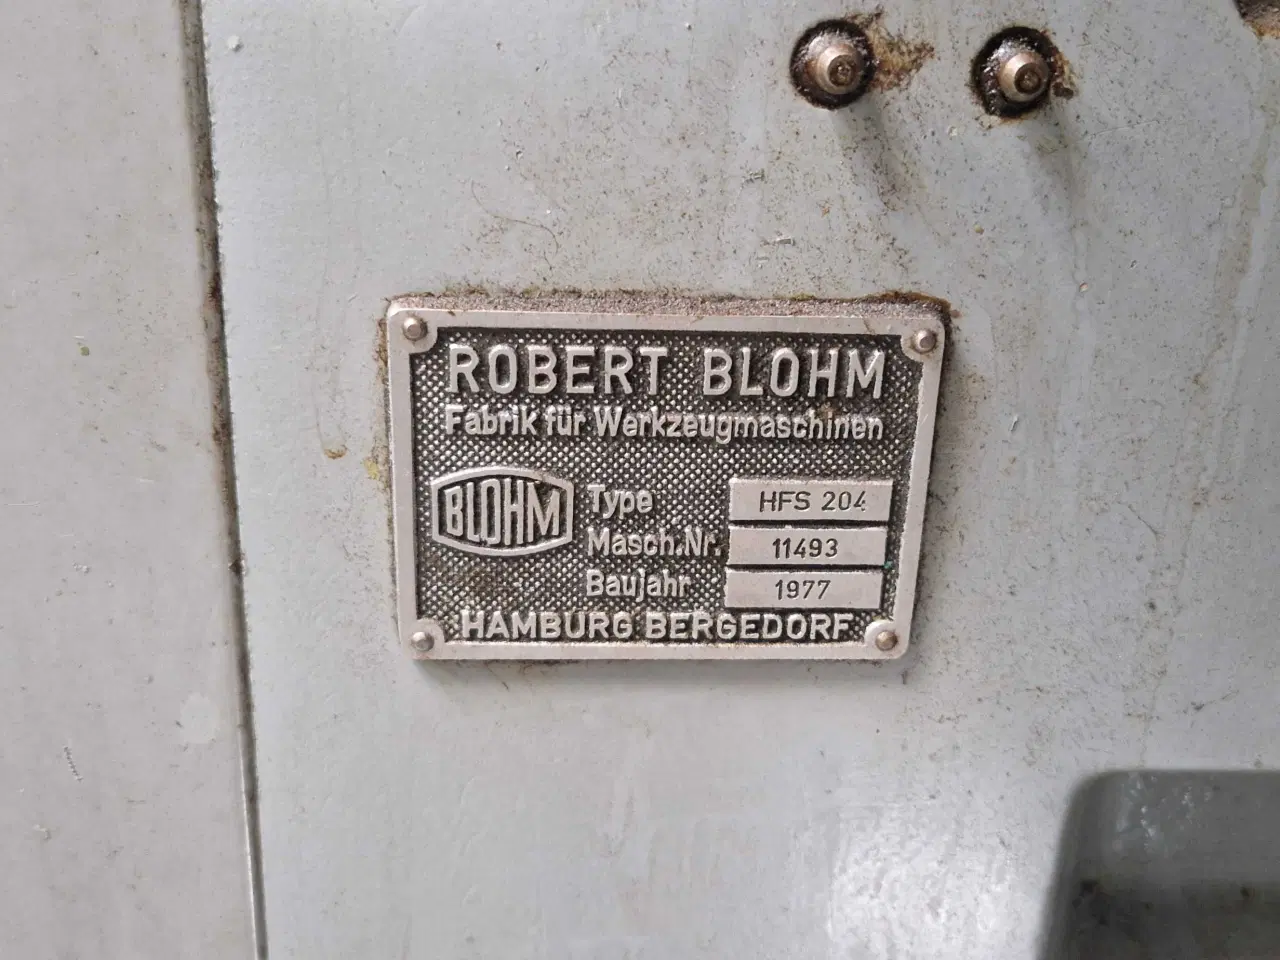 ROBERT BLOHM
Fabrik für Werkzeugmaschinen
BLOHM
Type HFS 204
Masch.Nr. 11493
Baujahr 1977
HAMBURG BERGEDORF